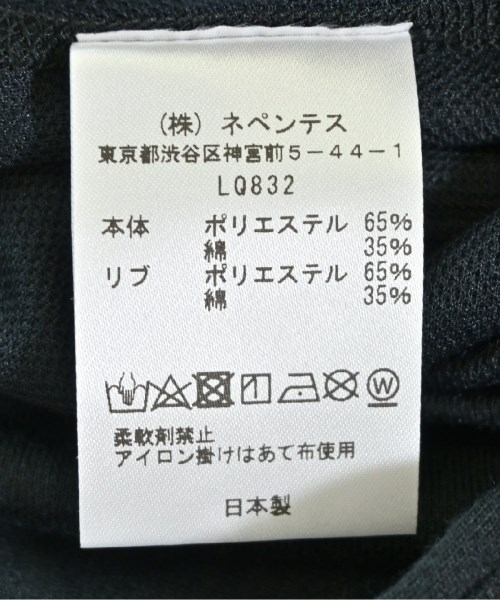 (株) ネペンテス
東京都渋谷区神宮前5-44-1
LQ832
本体 ポリエステル 65%
綿 35%
リブ ポリエステル 65%
綿 35%
W
柔軟剤禁止
アイロン掛けはあて布使用
日本製